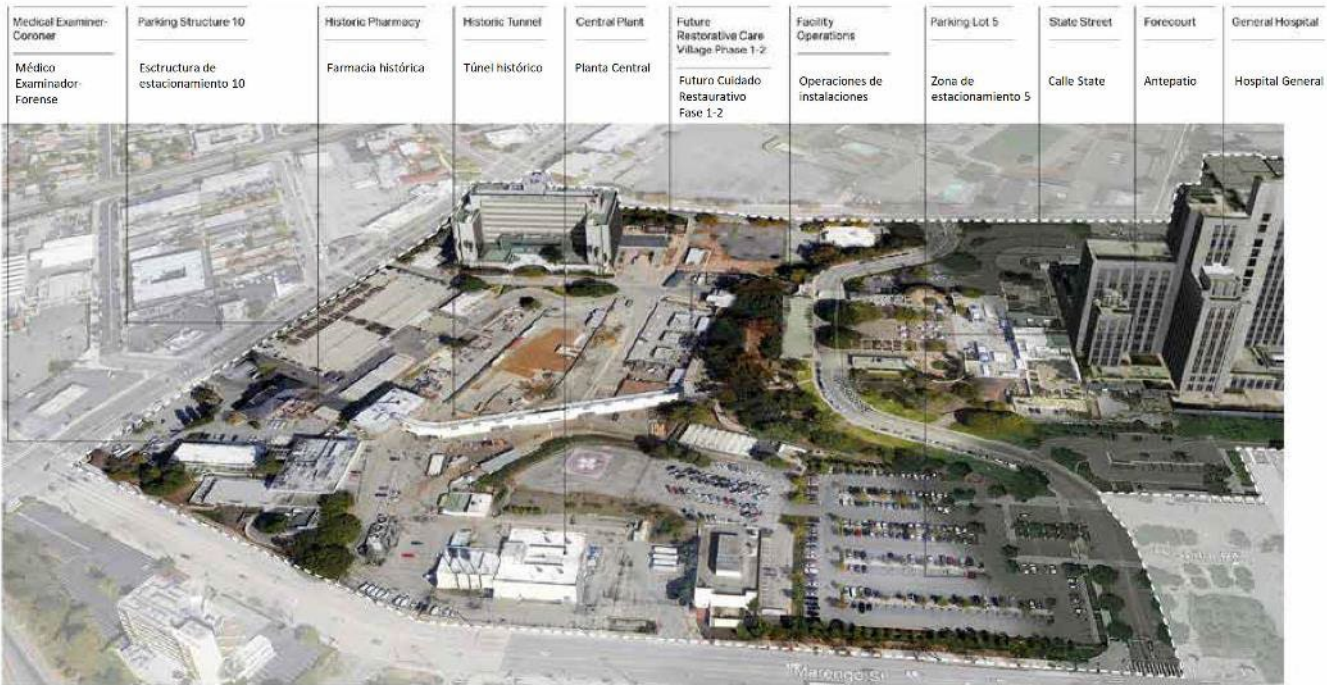 Medical Examiner-
Coroner
Médico
Examinador-
Forense
Parking Structure 10
Esctructura de
estacionamiento 10
Historic Pharmacy
Farmacia histórica
Historic Tunnel
Túnel histórico
Central Plant
Planta Central
Future
Restorative Care
Village Phase 1-2
Futuro Cuidado
Restaurativo
Fase 1-2
Facility
Operations
Operaciones de
instalaciones
Parking Lot 5
Zona de
estacionamiento 5
State Street
Calle State
Forecourt
Antepatio
General Hospital
Hospital General
Marengo St